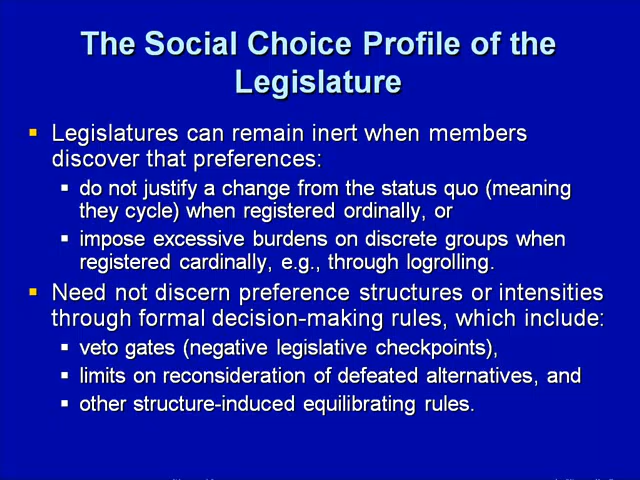 The Social Choice Profile of the
Legislature
Legislatures can remain inert when members
discover that preferences:
do not justify a change from the status quo (meaning
they cycle) when registered ordinally, or
impose excessive burdens on discrete groups when
registered cardinally, e.g., through logrolling.
Need not discern preference structures or intensities
through formal decision-making rules, which include:
veto gates (negative legislative checkpoints),
limits on reconsideration of defeated alternatives, and
other structure-induced equilibrating rules.